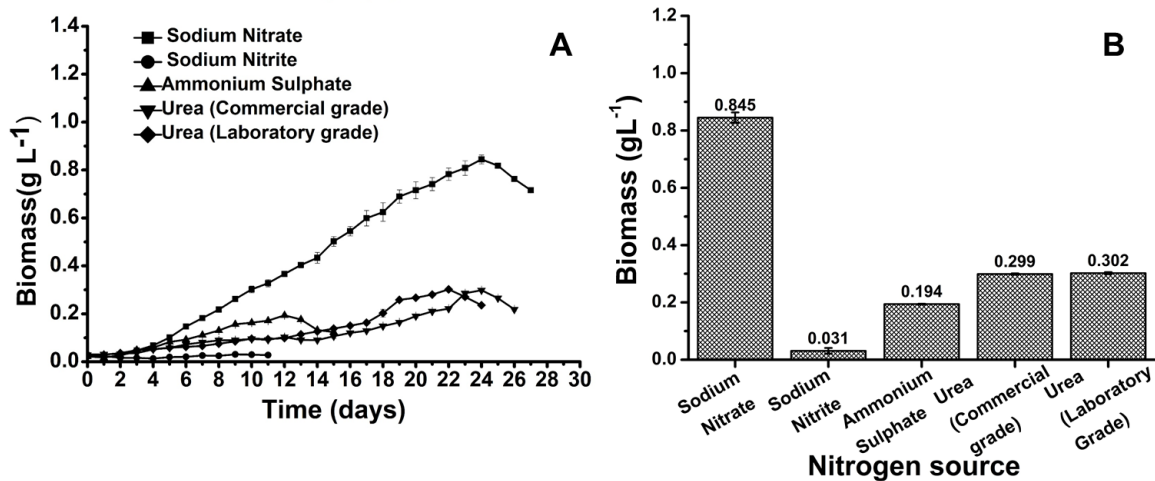 A
Sodium Nitrate
Sodium Nitrite
Ammonium Sulphate
Urea (Commercial grade)
Urea (Laboratory grade)
Biomass(g L-1)
1.4
1.2
1.0
0.8
0.6
0.4
0.2
0.0
0 2 4 6 8 10 12 14 16 18 20 22 24 26 28 30
Time (days)
B
Biomass (gL-1)
1.2
0.8
0.6
0.4
0.2
0.0
0.845
0.031
0.194
0.299
0.302
Sodium
Nitrate
Sodium
Nitrite
Ammonium
Sulphate
Urea
(Commercial
grade)
Urea
(Laboratory
Grade)
Nitrogen source